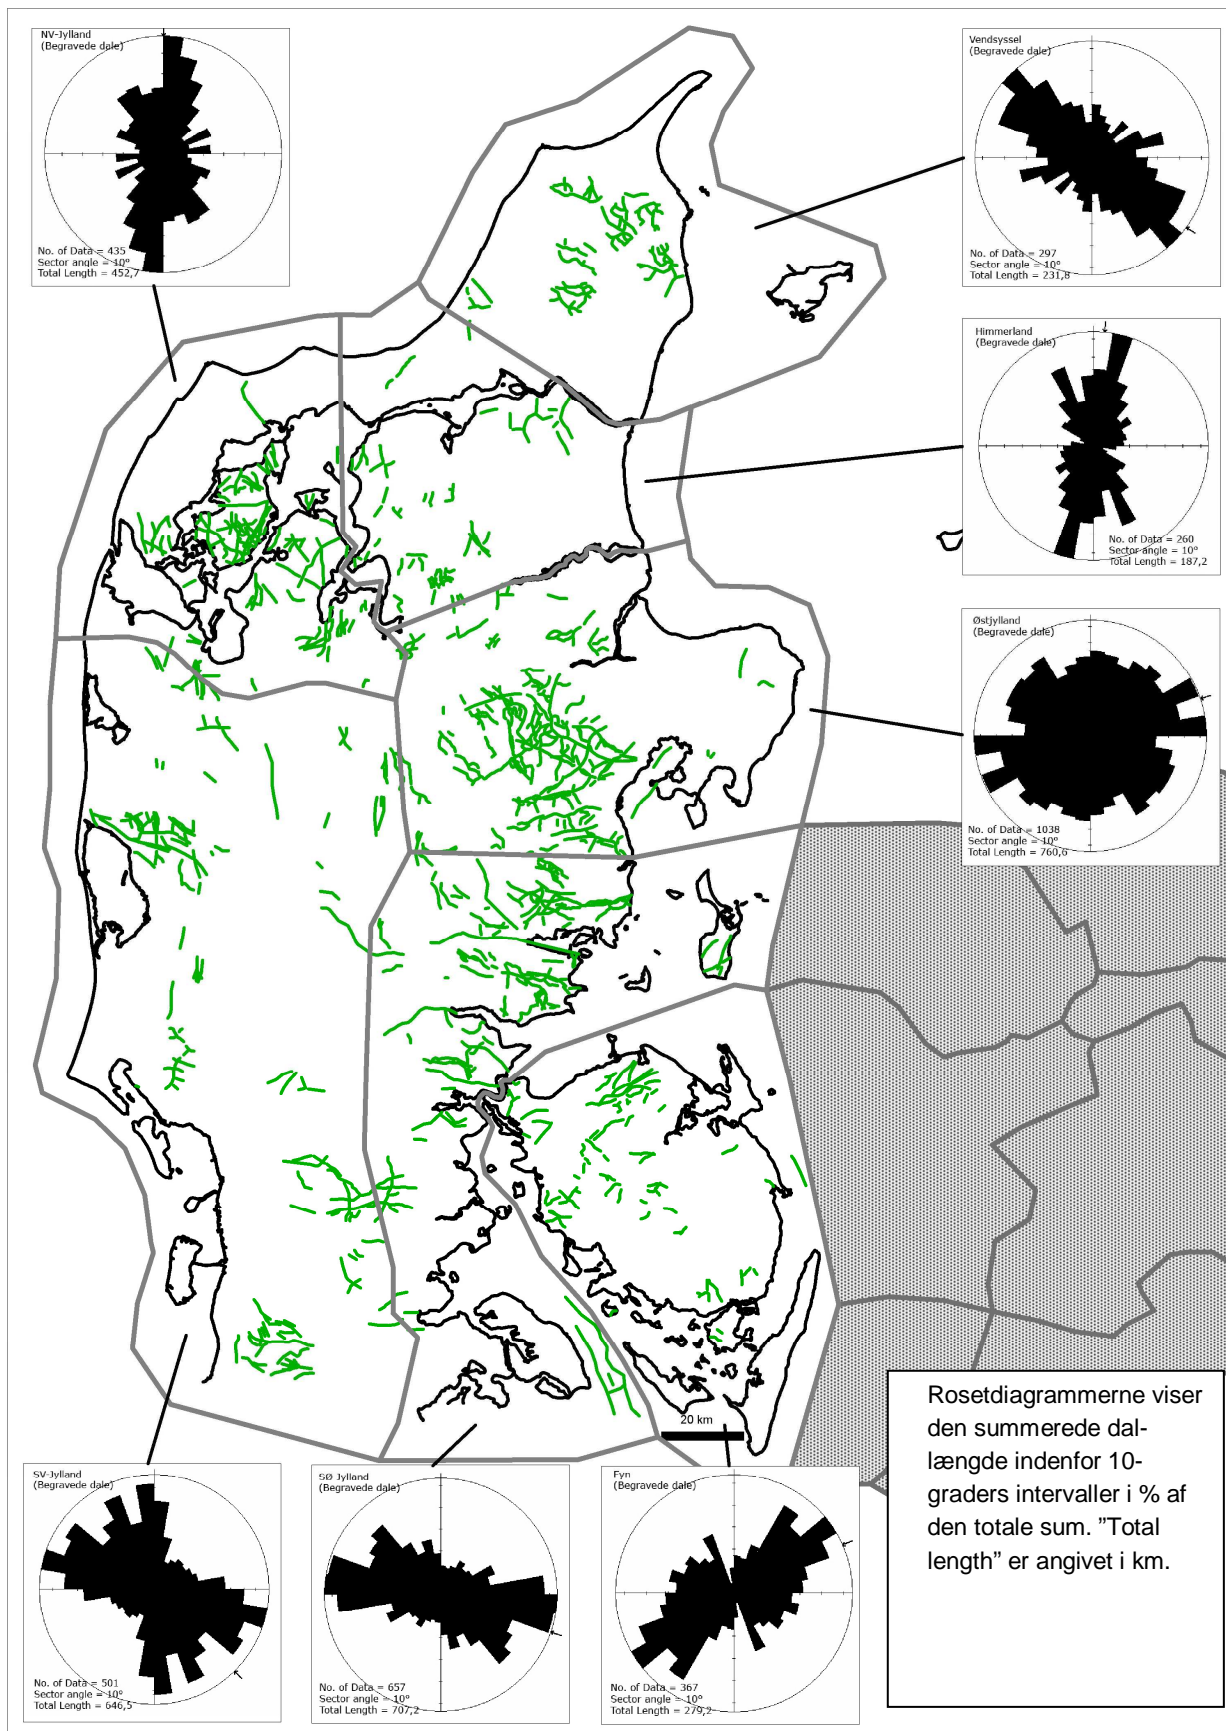 NV-Jylland
(Begravede dale)
No. of Data = 435
Sector angle = 10°
Total Length = 452,7
Vendsyssel
(Begravede dale)
No. of Data = 297
Sector angle = 10°
Total Length = 231,8
Himmerland
(Begravede dale)
No. of Data = 260
Sector angle = 10°
Total Length = 187,2
Østjylland
(Begravede dale)
No. of Data = 1038
Sector angle = 10°
Total Length = 760,6
20 km
Rosetdiagrammerne viser
den summerede dal-
længde indenfor 10-
graders intervaller i % af
den totale sum. ”Total
length” er angivet i km.
SV-Jylland
(Begravede dale)
No. of Data = 501
Sector angle = 10°
Total Length = 646,5
SØ Jylland
(Begravede dale)
No. of Data = 657
Sector angle = 10°
Total Length = 707,2
Fyn
(Begravede dale)
No. of Data = 367
Sector angle = 10°
Total Length = 279,2